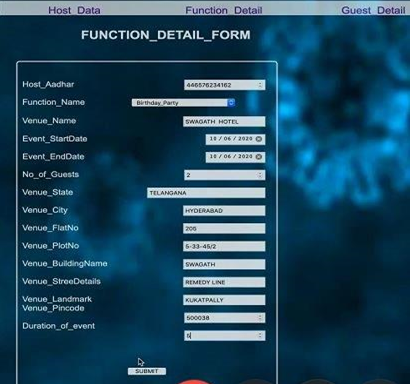 Host_Data Function_Detail Guest_Detail
FUNCTION_DETAIL_FORM
Host_Aadhar 446576234162
Function_Name Birthday_Party
Venue_Name SWAGATH HOTEL
Event_StartDate 10 / 06 / 2020
Event_EndDate 10 / 06 / 2020
No_of_Guests 2
Venue_State TELANGANA
Venue_City HYDERABAD
Venue_FlatNo 205
Venue_PlotNo 5-33-45/2
Venue_BuildingName SWAGATH
Venue_StreeDetails REMEDY LINE
Venue_Landmark KUKATPALLY
Venue_Pincode 500038
Duration_of_event 5
SUBMIT